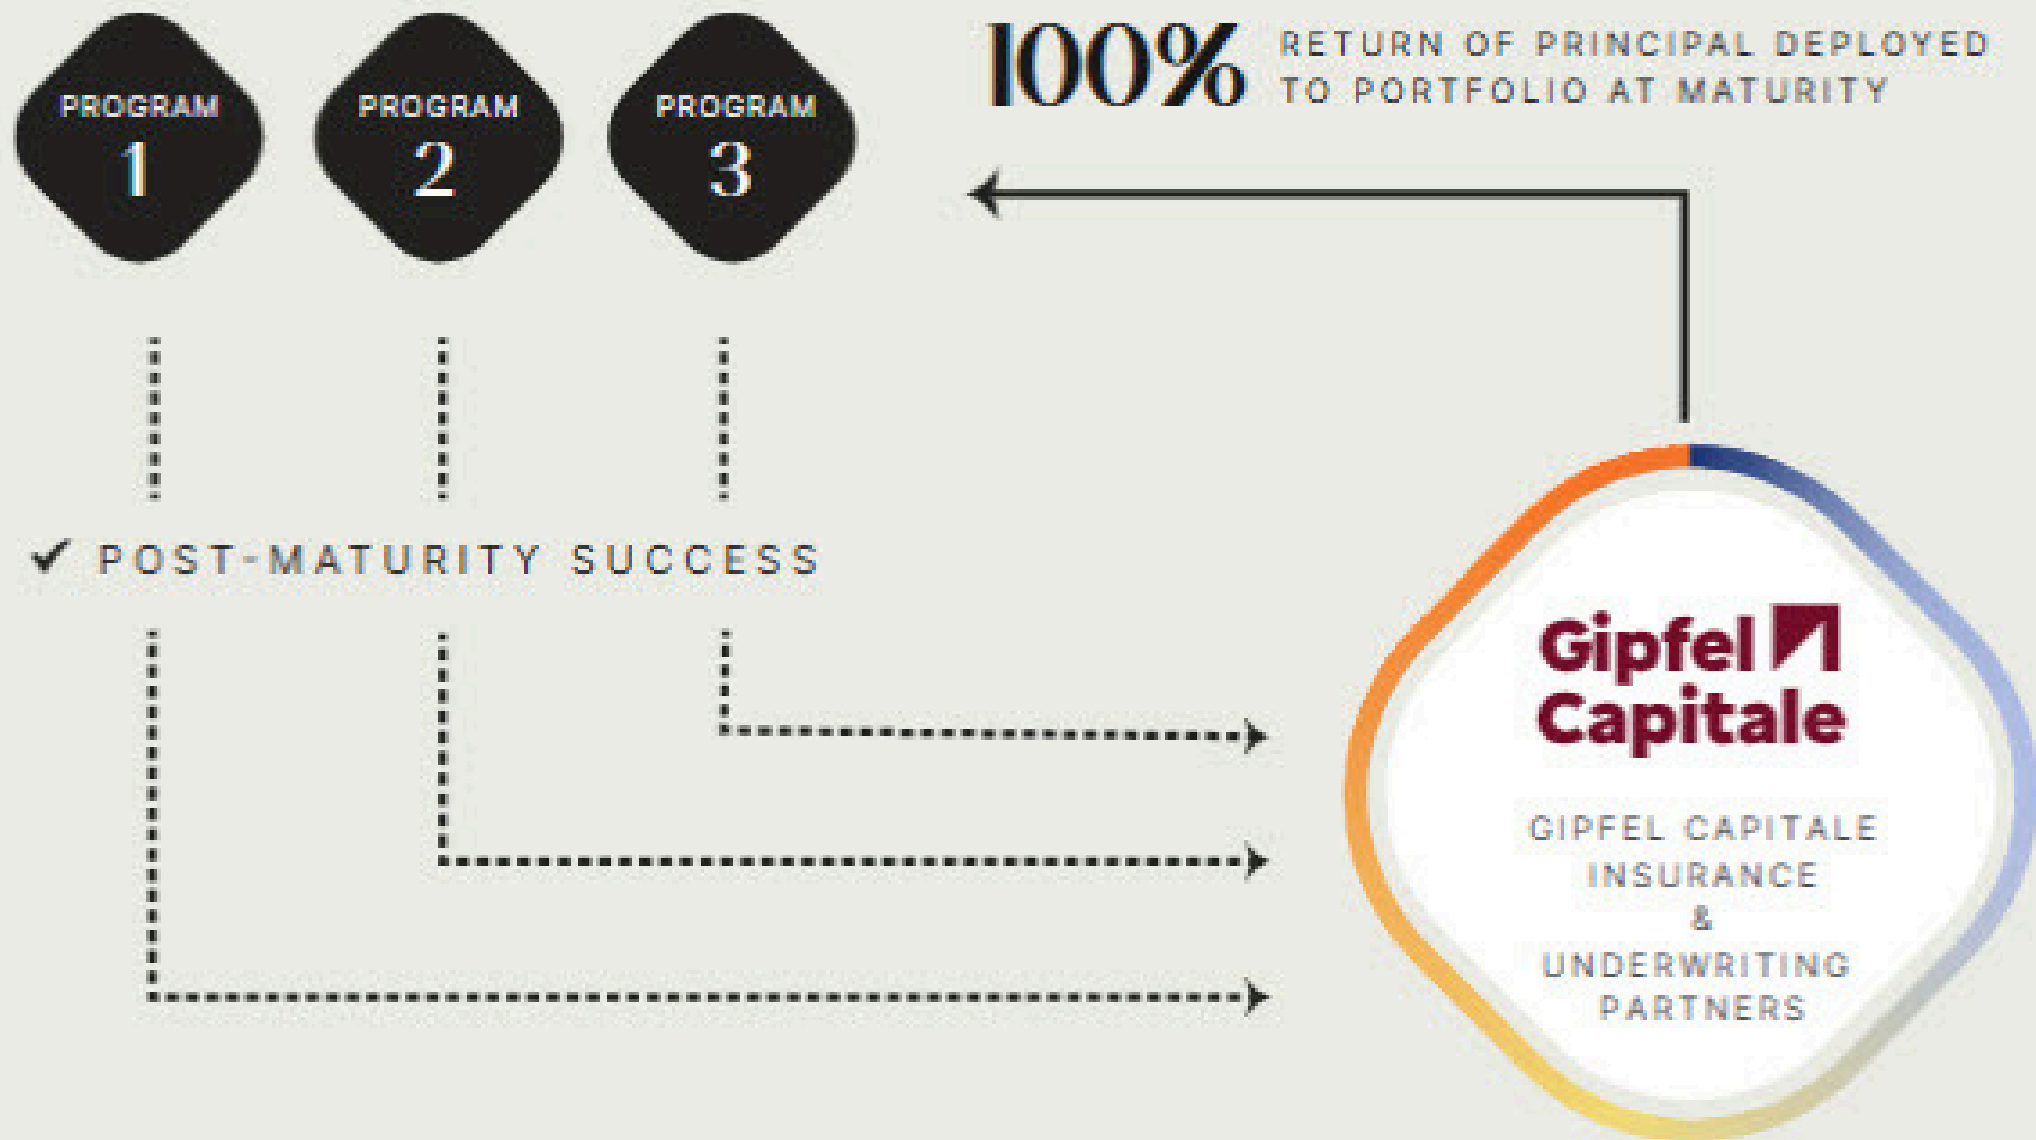 PROGRAM
1
PROGRAM
2
PROGRAM
3
100%
RETURN OF PRINCIPAL DEPLOYED
TO PORTFOLIO AT MATURITY
✔ POST-MATURITY SUCCESS
Gipfel
Capitale
GIPFEL CAPITALE
INSURANCE
&
UNDERWRITING
PARTNERS